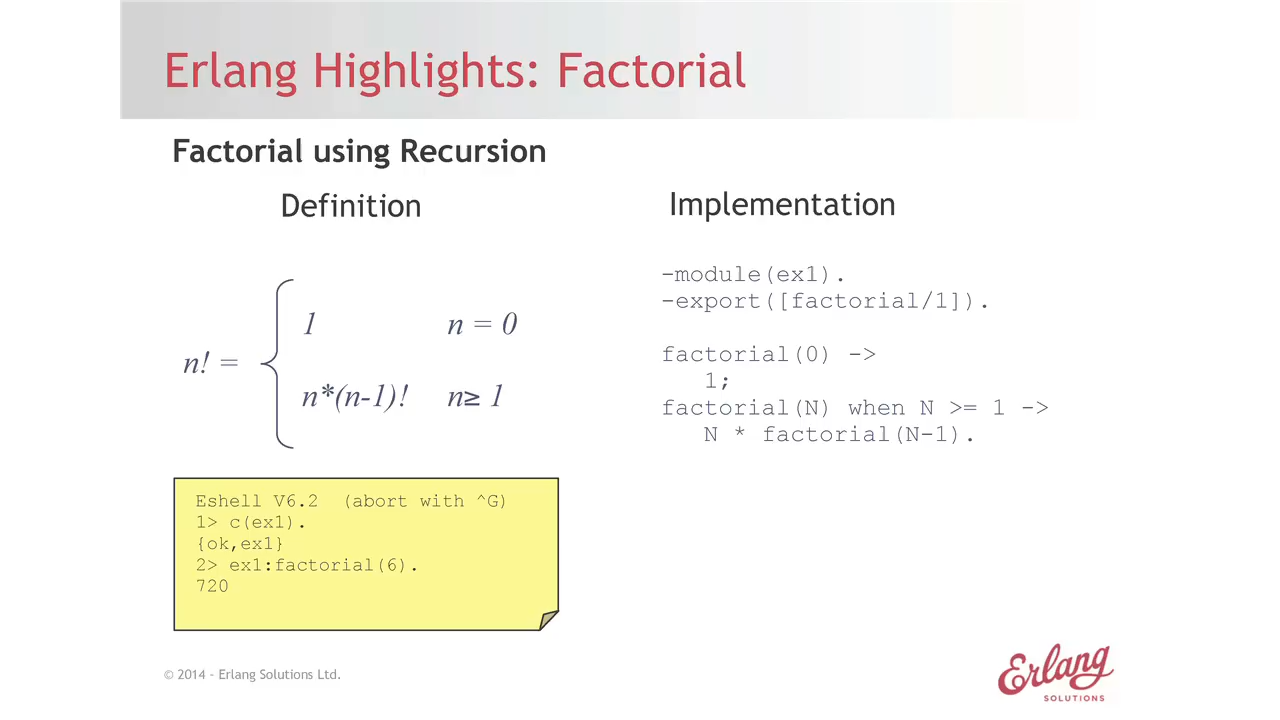 Erlang Highlights: Factorial
Factorial using Recursion
Definition
n! =
1 n = 0
n*(n-1)! n≥ 1
Eshell V6.2 (abort with ^G)
1> c(ex1).
{ok,ex1}
2> ex1:factorial(6).
720
Implementation
-module(ex1).
-export([factorial/1]).
factorial(0) ->
1;
factorial(N) when N >= 1 ->
N * factorial(N-1).
© 2014 - Erlang Solutions Ltd.
Erlang
SOLUTIONS